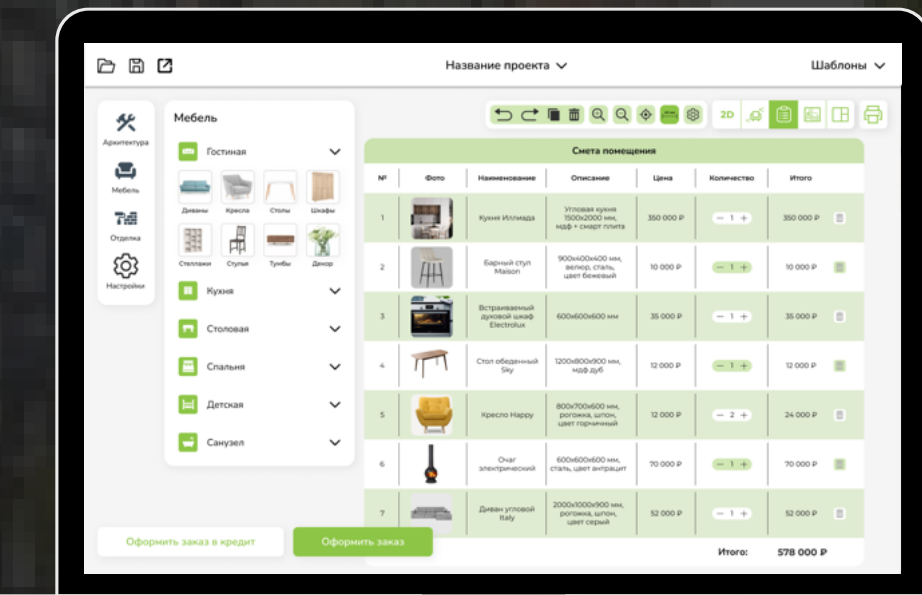 Название проекта
Шаблоны
Архитектура
Мебель
Отделка
Настройки
Мебель
Гостиная
Диваны Кресла Столы Шкафы
Стеллажи Стулья Тумбы Декор
Кухня
Столовая
Спальня
Детская
Санузел
2D
Смета помещения
№ Фото Наименование Описание Цена Количество Итого
1 Кухня Иллиада Угловая кухня 350 000 ₽ − 1 + 350 000 ₽
1500х2000 мм,
мдф + смарт плита
2 Барный стул 900х400х400 мм, 10 000 ₽ − 1 + 10 000 ₽
Maison велюр, сталь,
цвет бежевый
3 Встраиваемый 600х600х600 мм 35 000 ₽ − 1 + 35 000 ₽
духовой шкаф
Electrolux
4 Стол обеденный 1200х800х900 мм, 12 000 ₽ − 1 + 12 000 ₽
Sky мдф дуб
5 Кресло Happy 800х700х600 мм, 12 000 ₽ − 2 + 24 000 ₽
рогожка, шпон,
цвет горчичный
6 Очаг 600х600х600 мм, 70 000 ₽ − 1 + 70 000 ₽
электрический сталь, цвет антрацит
7 Диван угловой 2000х1000х900 мм, 52 000 ₽ − 1 + 52 000 ₽
Italy рогожка, шпон,
цвет серый
Итого: 578 000 ₽
Оформить заказ в кредит
Оформить заказ